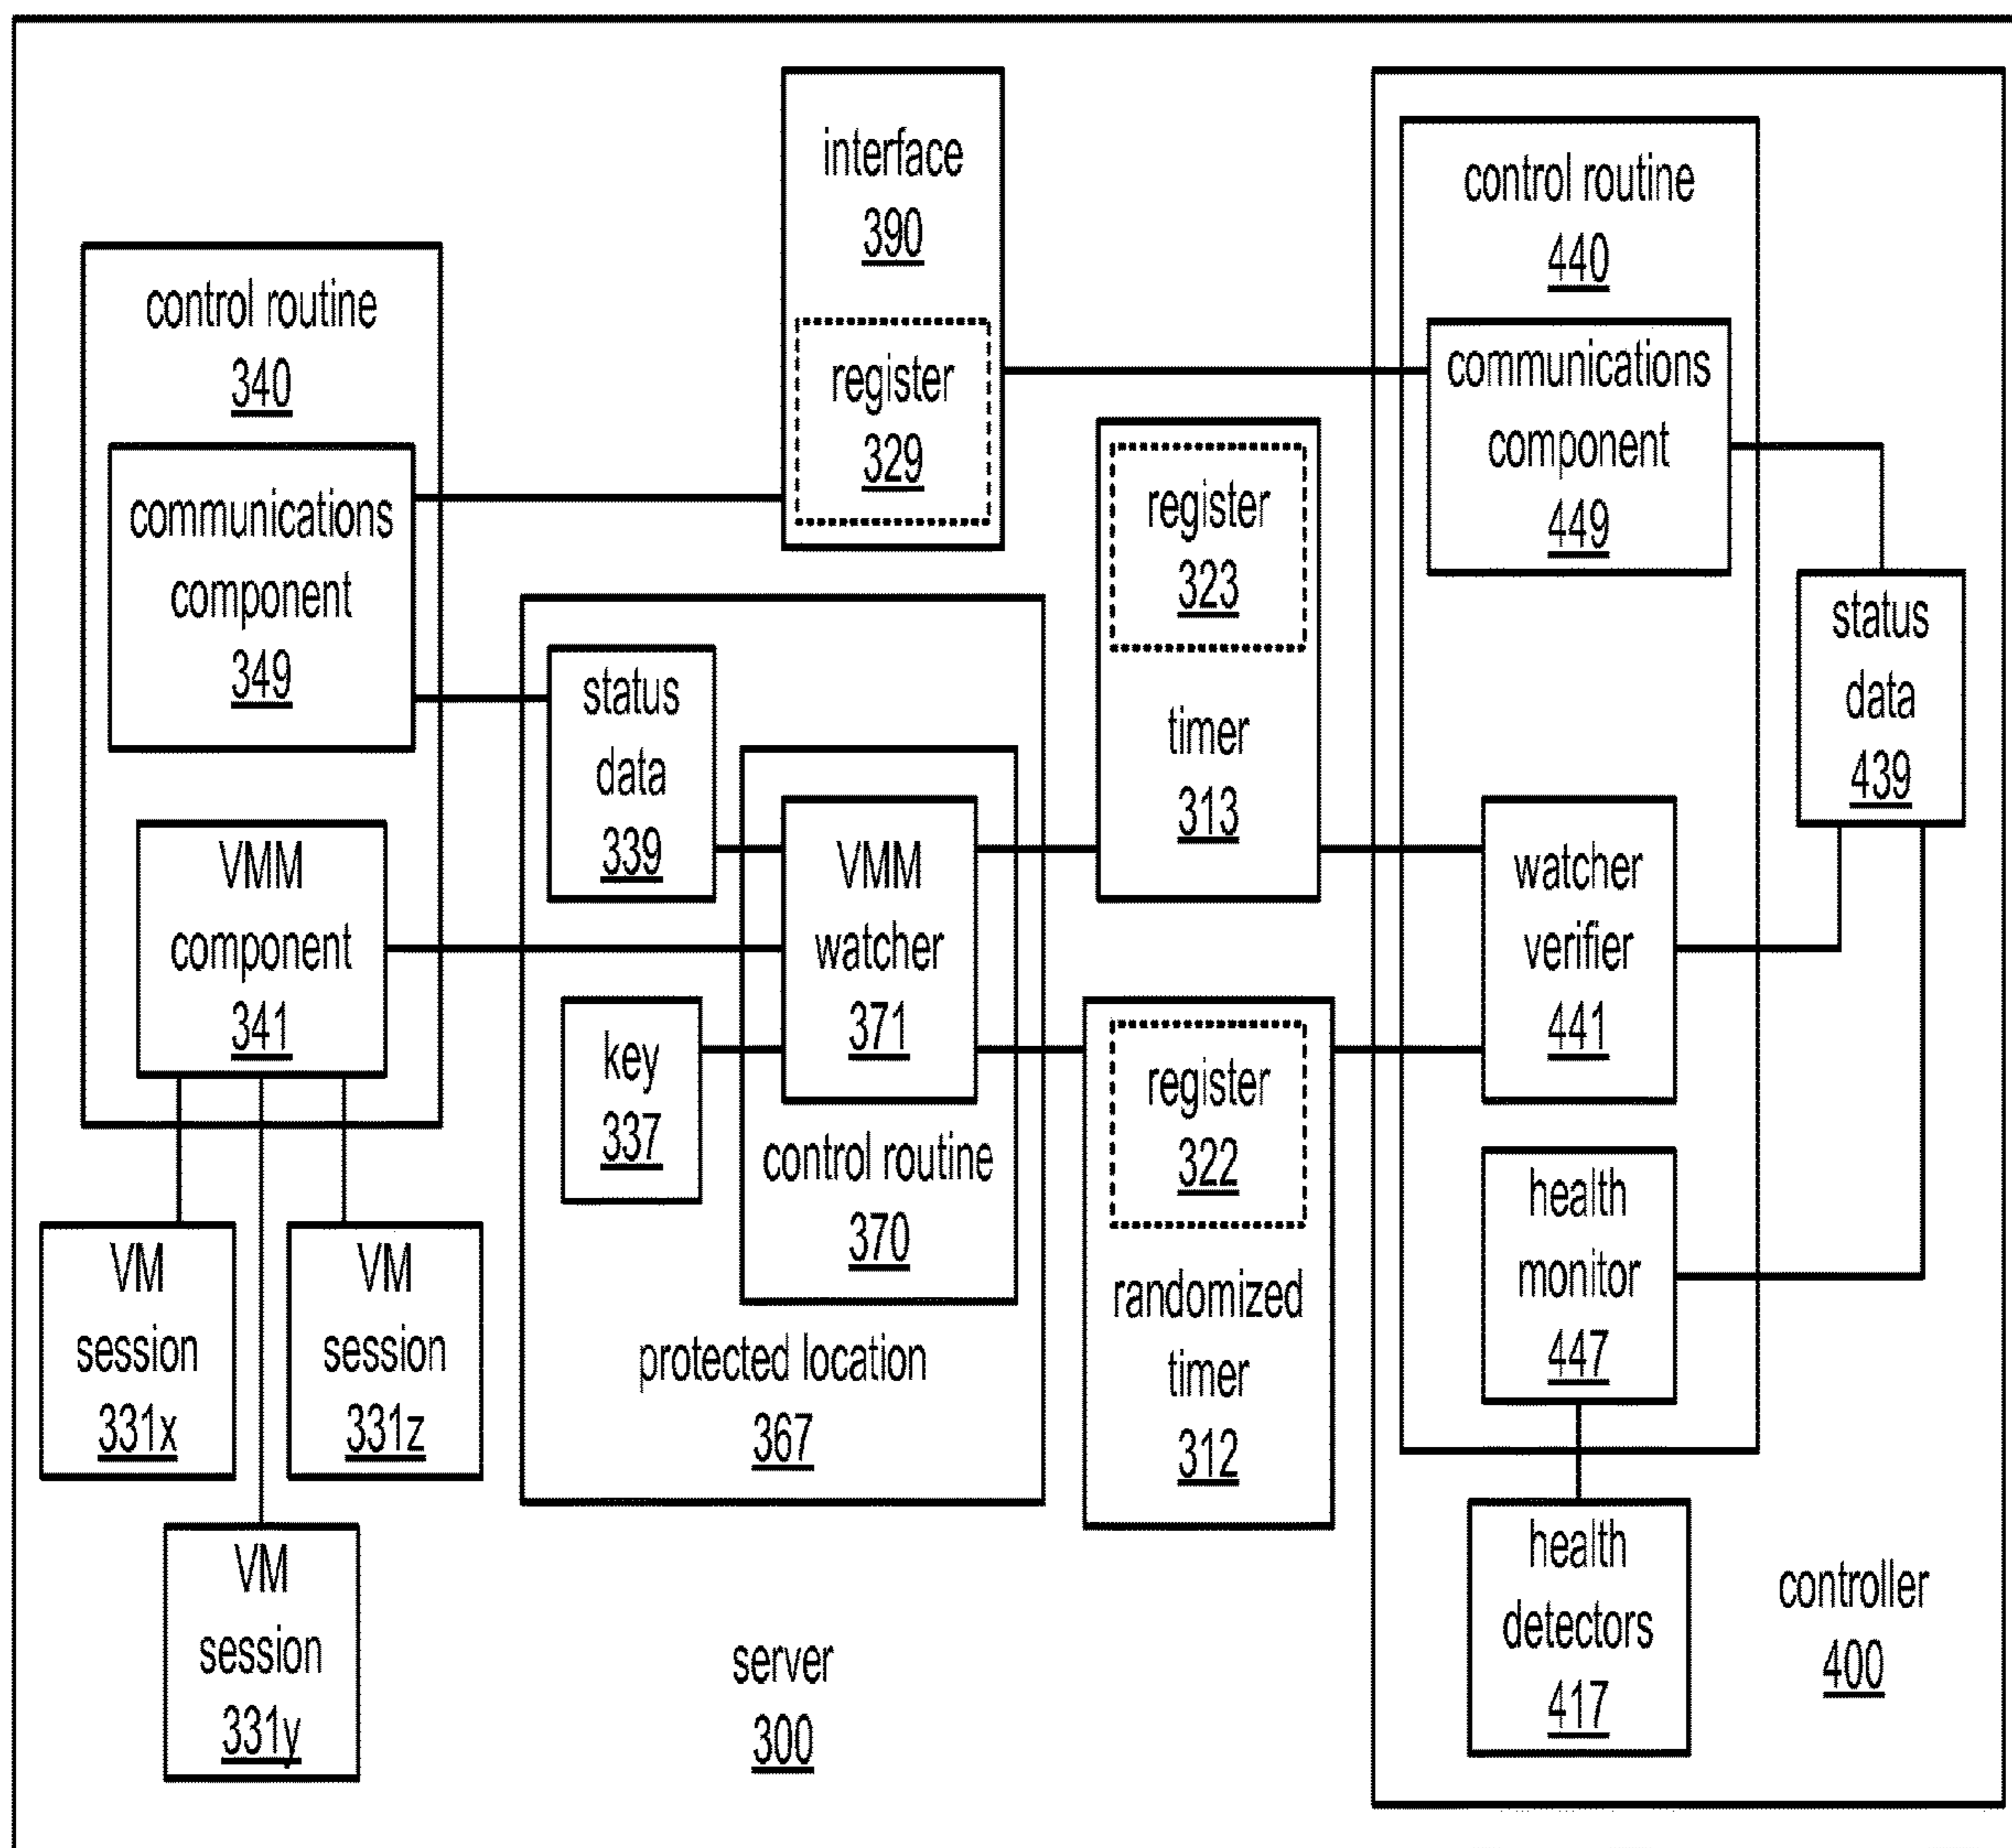 interface
390
register
329
control routine
440
communications
component
449
control routine
340
communications
component
349
register
323
timer
313
status
data
439
status
data
339
VMM
component
341
VMM
watcher
371
watcher
verifier
441
key
337
control routine
370
register
322
randomized
timer
312
health
monitor
447
VM
session
331x
VM
session
331z
protected location
367
VM
session
331y
server
300
health
detectors
417
controller
400